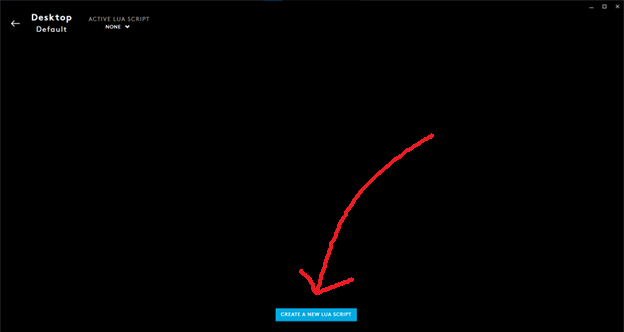 Desktop
Default
ACTIVE LUA SCRIPT
NONE
CREATE A NEW LUA SCRIPT